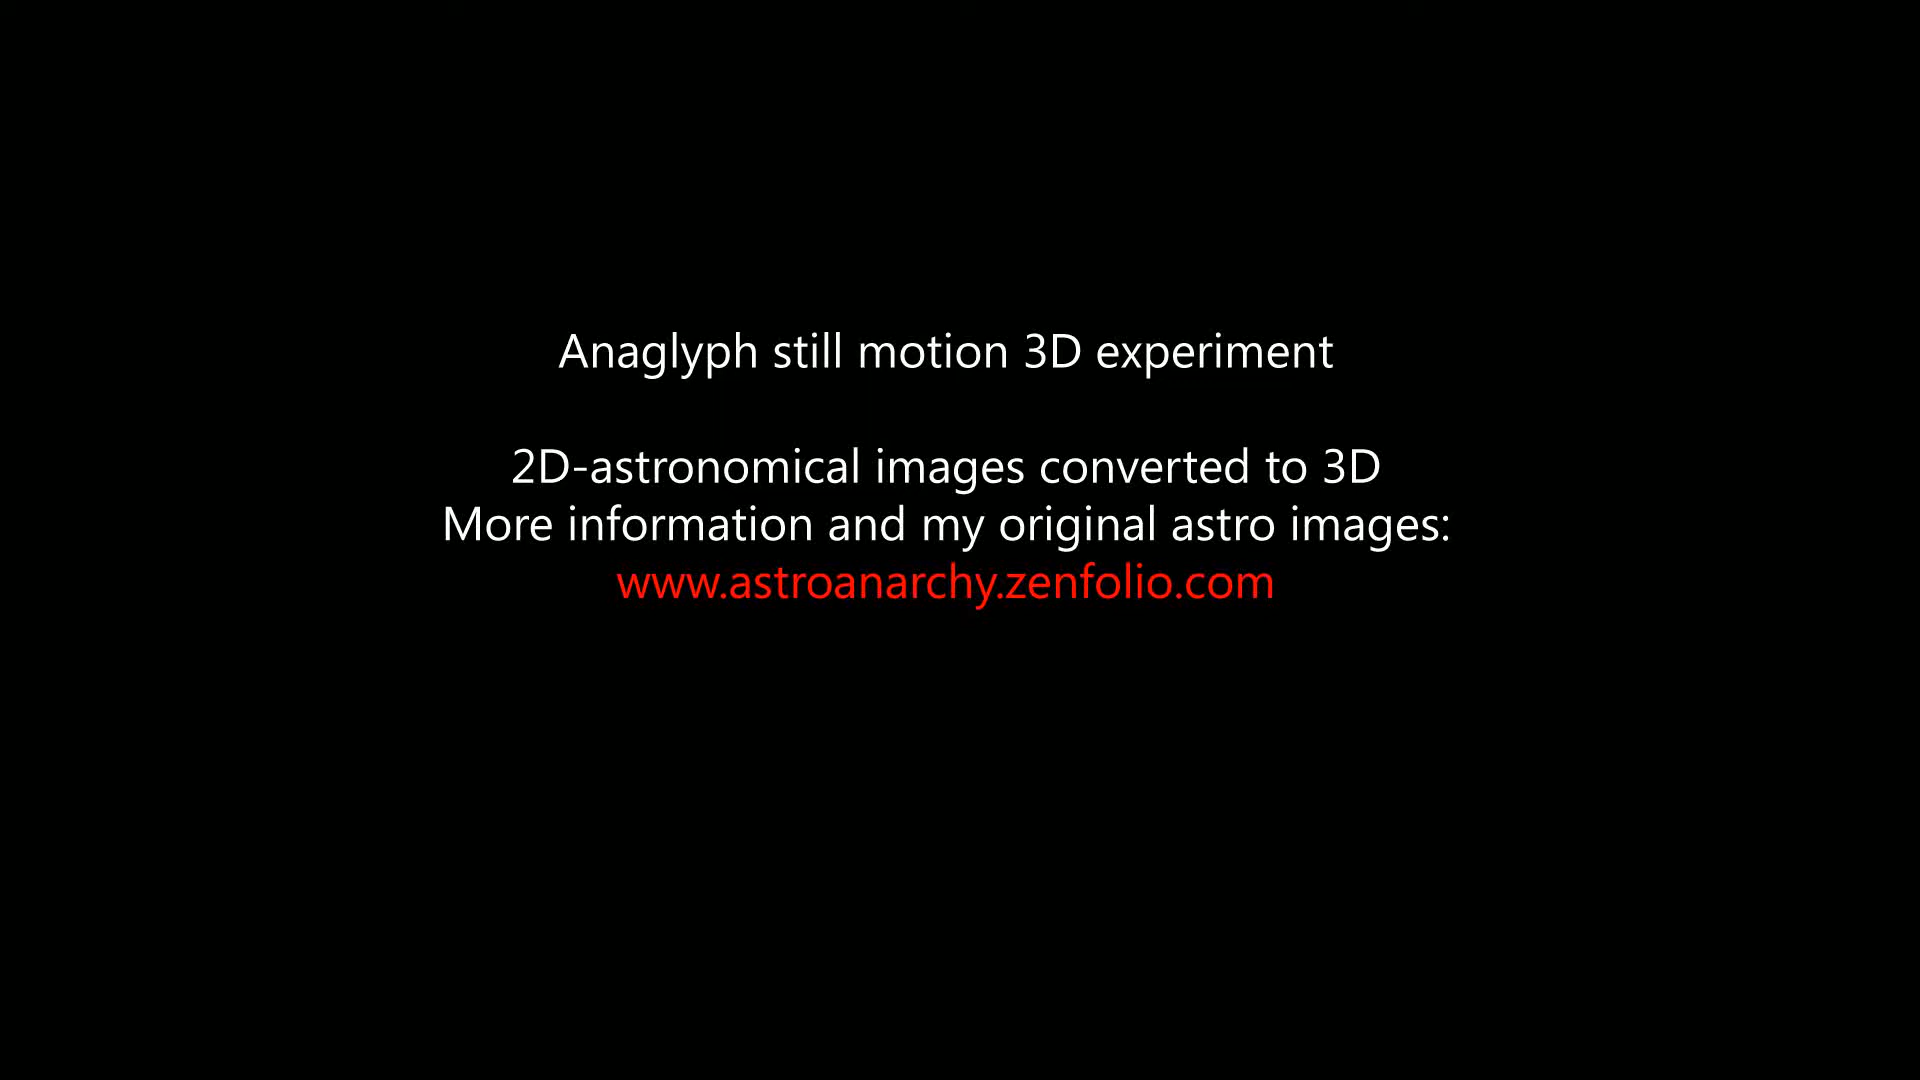 Anaglyph still motion 3D experiment
2D-astronomical images converted to 3D
More information and my original astro images:
www.astroanarchy.zenfolio.com